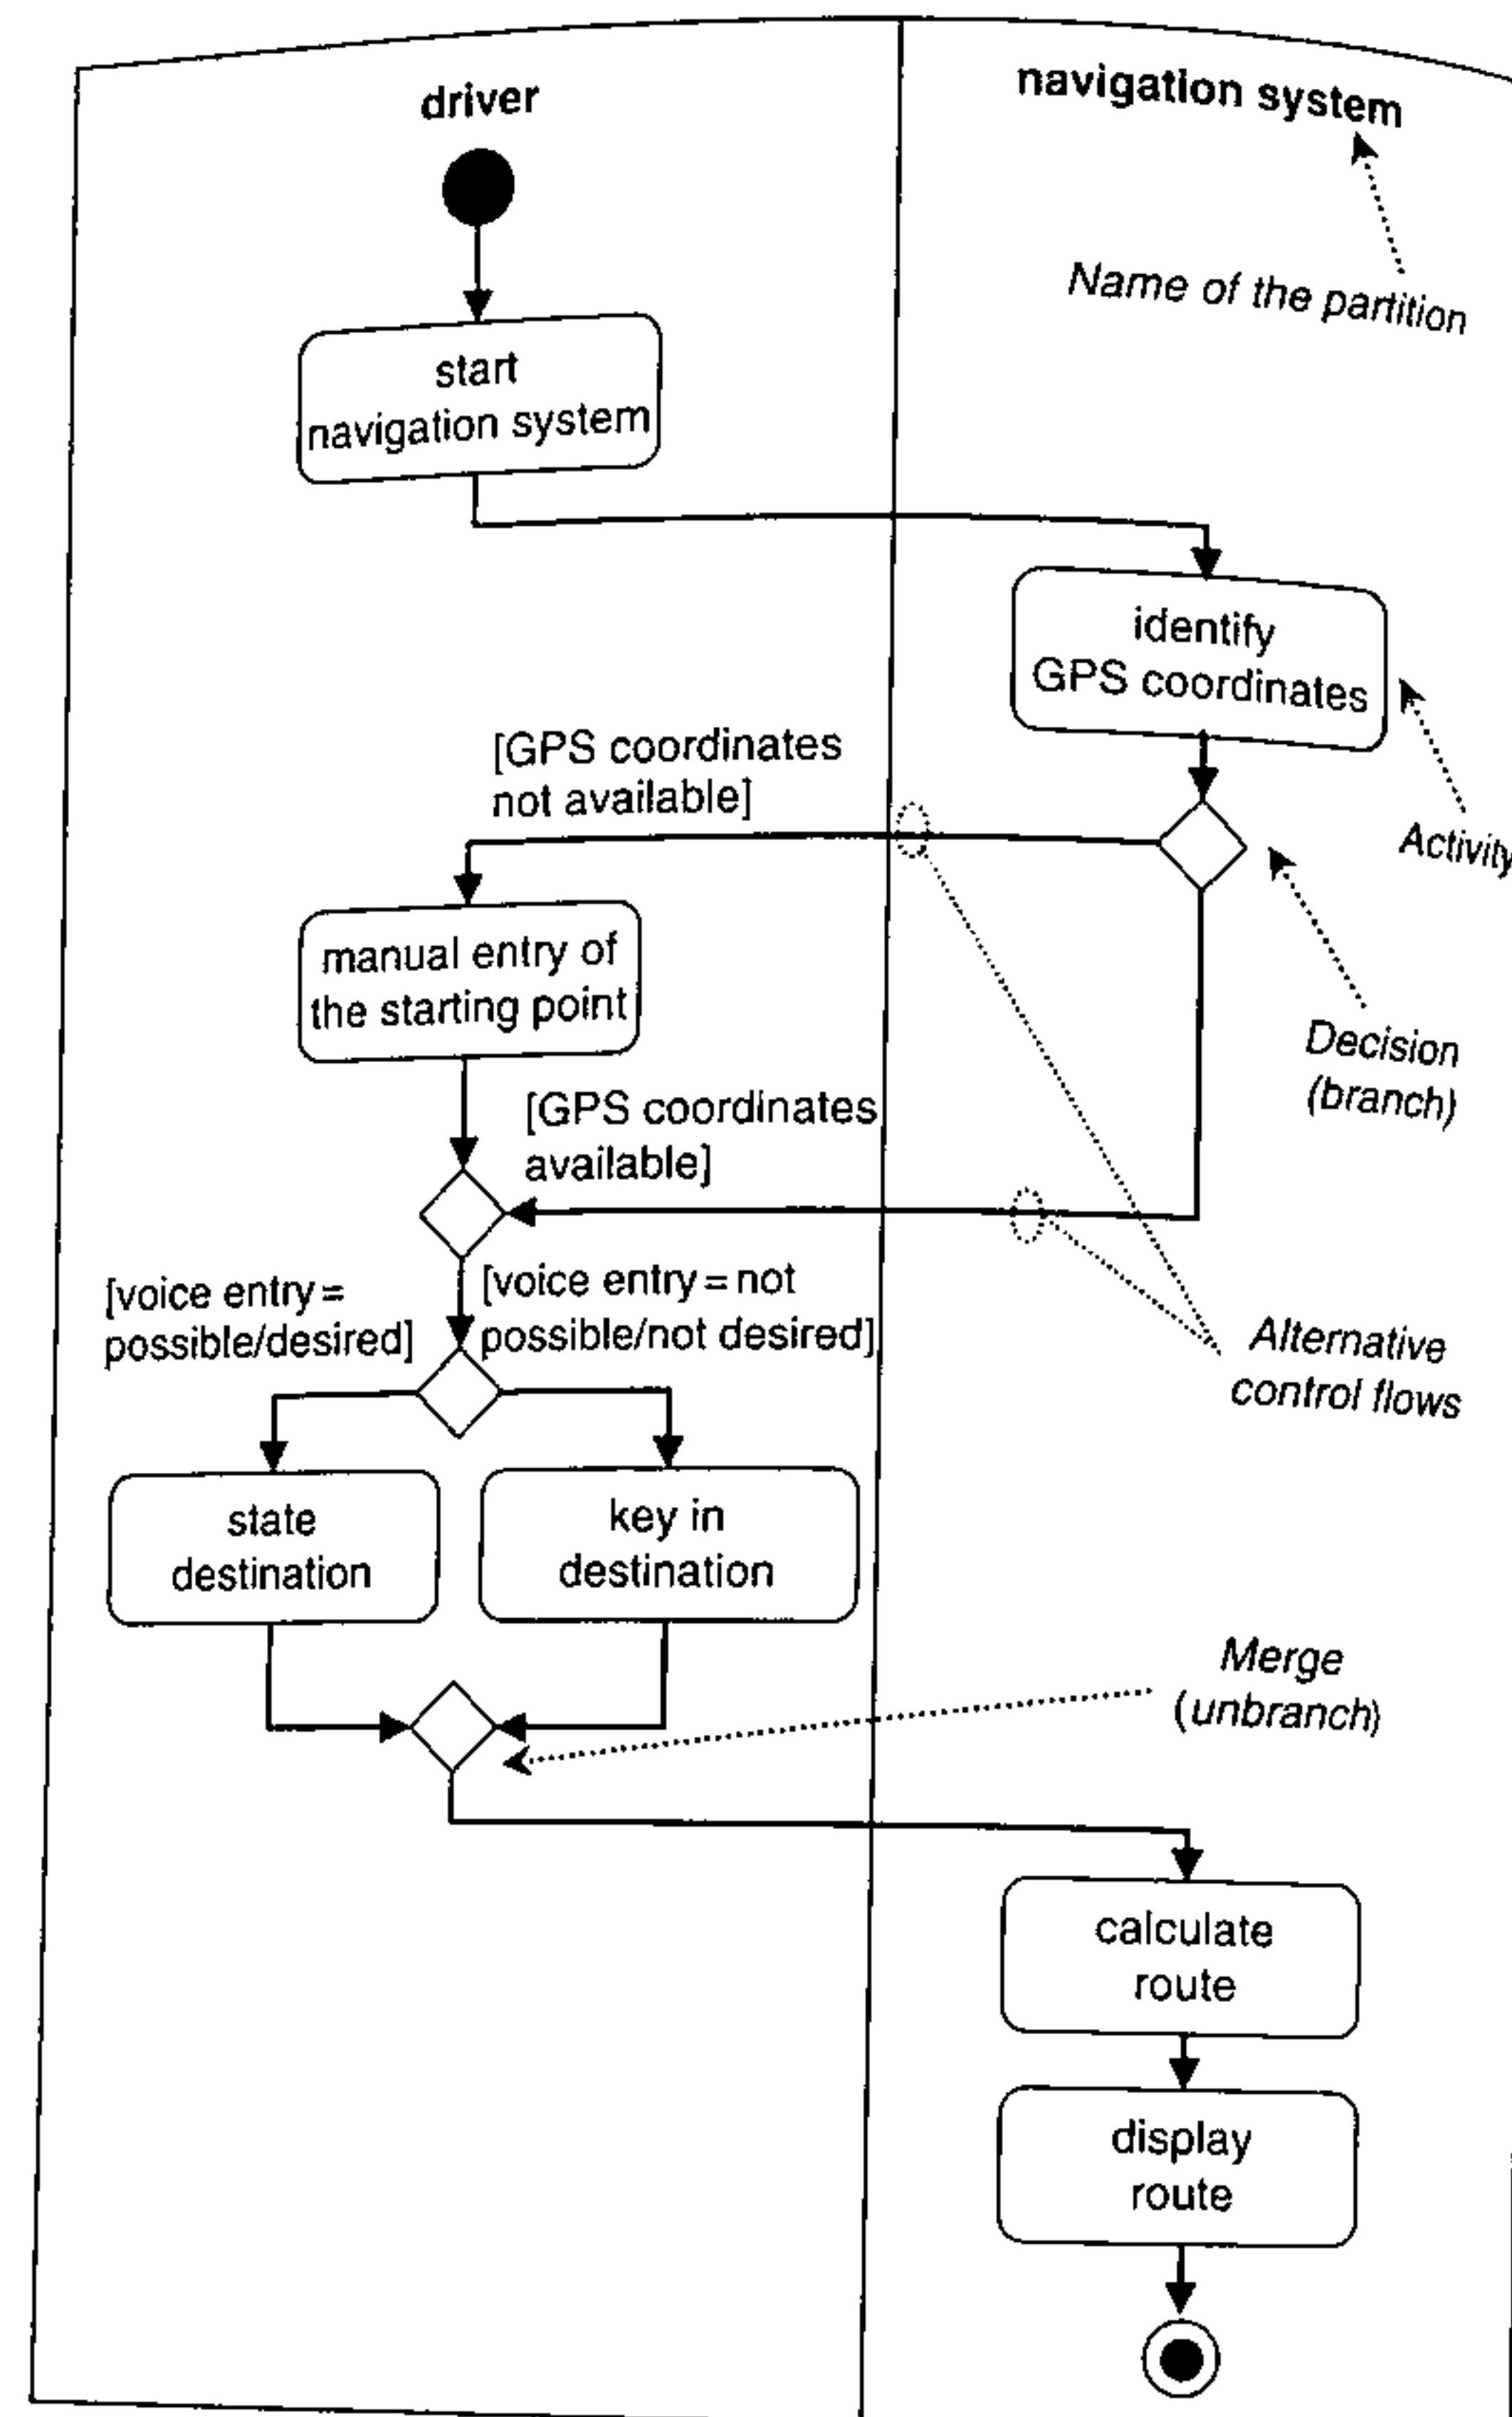 driver
navigation system
Name of the partition
start
navigation system
identify
GPS coordinates
[GPS coordinates
not available]
Activity
manual entry of
the starting point
Decision
(branch)
[GPS coordinates
available]
[voice entry =
possible/desired]
[voice entry = not
possible/not desired]
Alternative
control flows
state
destination
key in
destination
Merge
(unbranch)
calculate
route
display
route